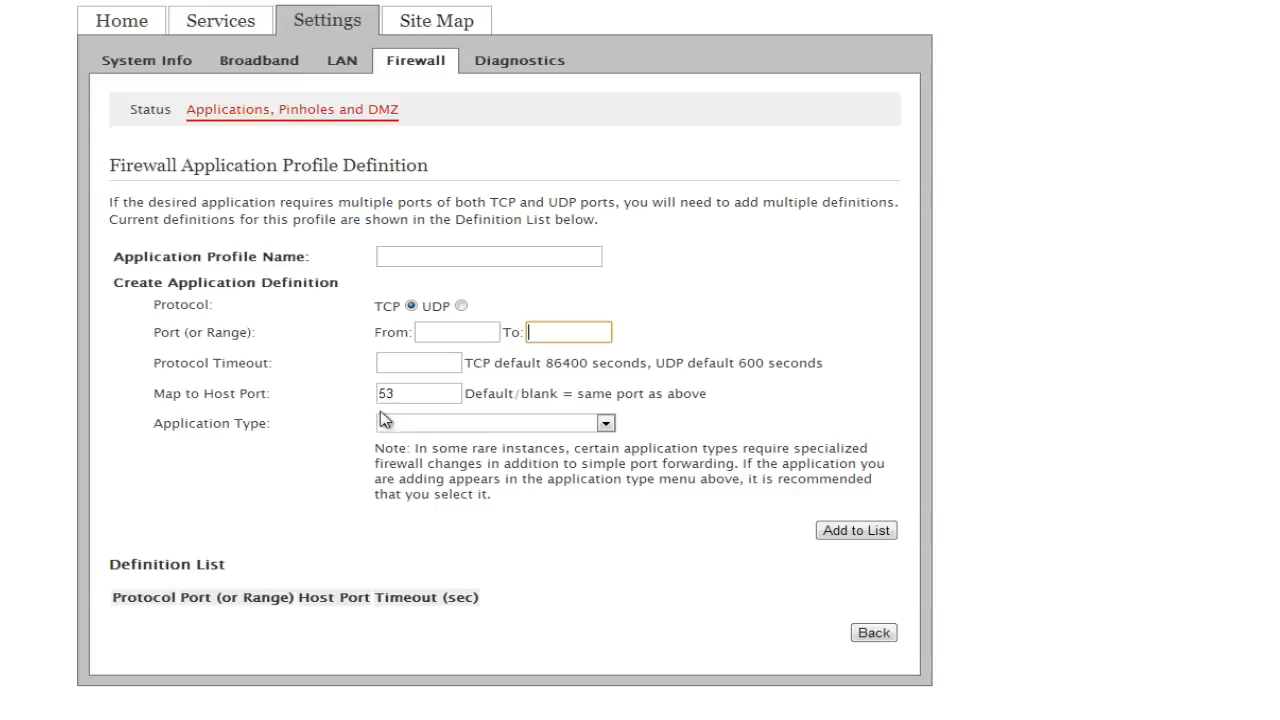 Home Services Settings Site Map
System Info Broadband LAN Firewall Diagnostics
Status Applications, Pinholes and DMZ
Firewall Application Profile Definition
If the desired application requires multiple ports of both TCP and UDP ports, you will need to add multiple definitions.
Current definitions for this profile are shown in the Definition List below.
Application Profile Name:
Create Application Definition
Protocol: TCP UDP
Port (or Range): From: To:
Protocol Timeout: TCP default 86400 seconds, UDP default 600 seconds
Map to Host Port: 53 Default/blank = same port as above
Application Type:
Note: In some rare instances, certain application types require specialized
firewall changes in addition to simple port forwarding. If the application you
are adding appears in the application type menu above, it is recommended
that you select it.
Add to List
Definition List
Protocol Port (or Range) Host Port Timeout (sec)
Back